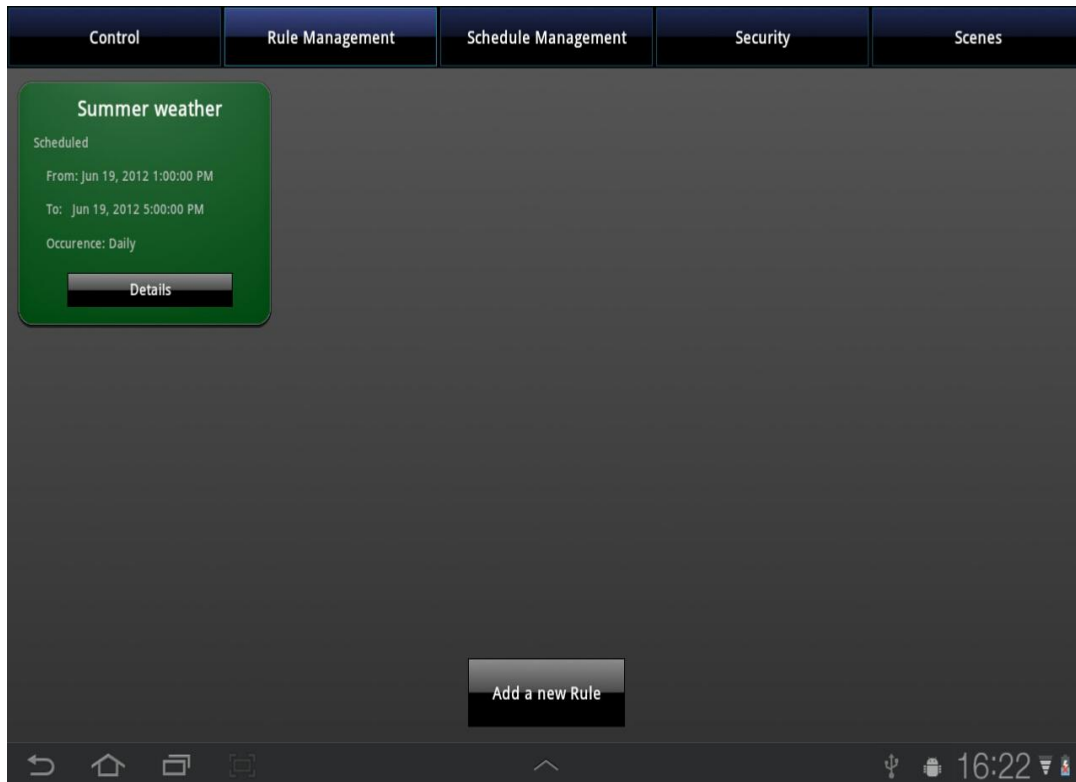 Control
Rule Management
Schedule Management
Security
Scenes
Summer weather
Scheduled
From: Jun 19, 2012 1:00:00 PM
To: Jun 19, 2012 5:00:00 PM
Occurence: Daily
Details
Add a new Rule
16:22